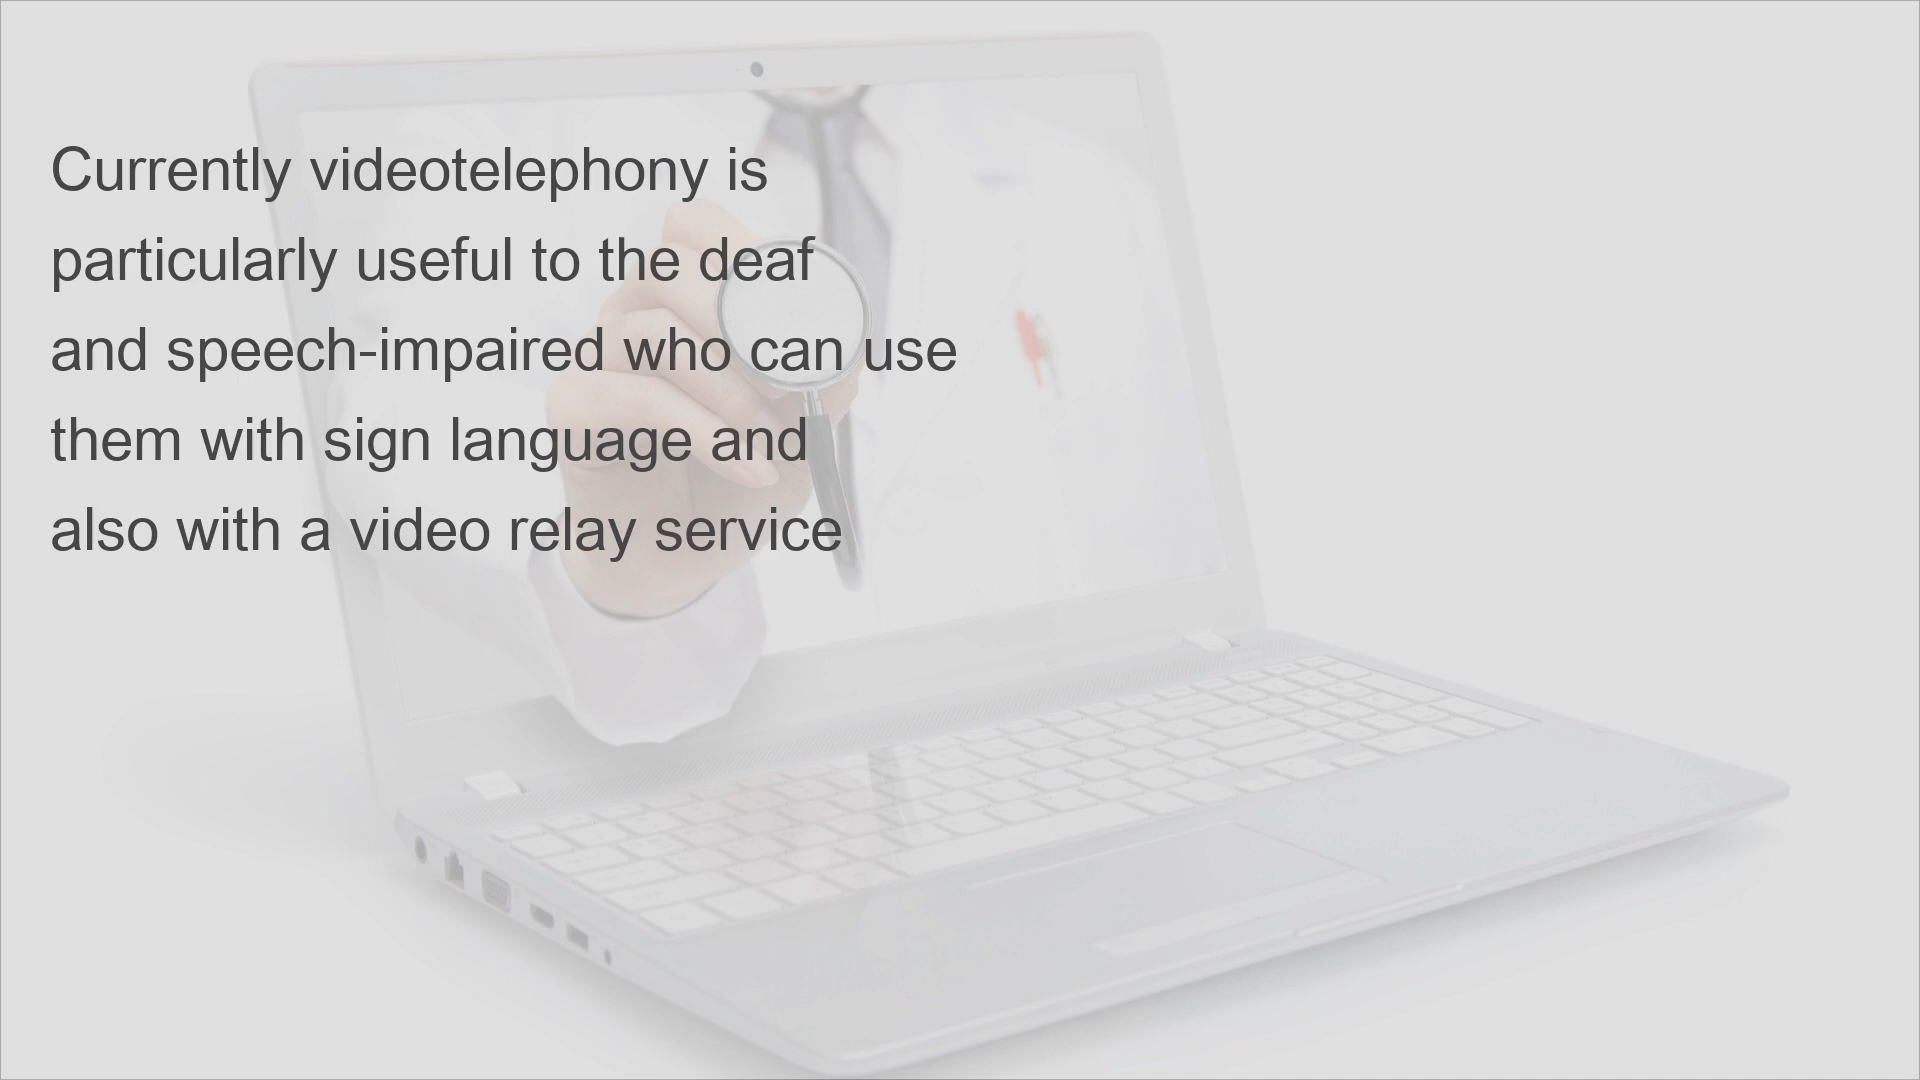 Currently videotelephony is
particularly useful to the deaf
and speech-impaired who can use
them with sign language and
also with a video relay service